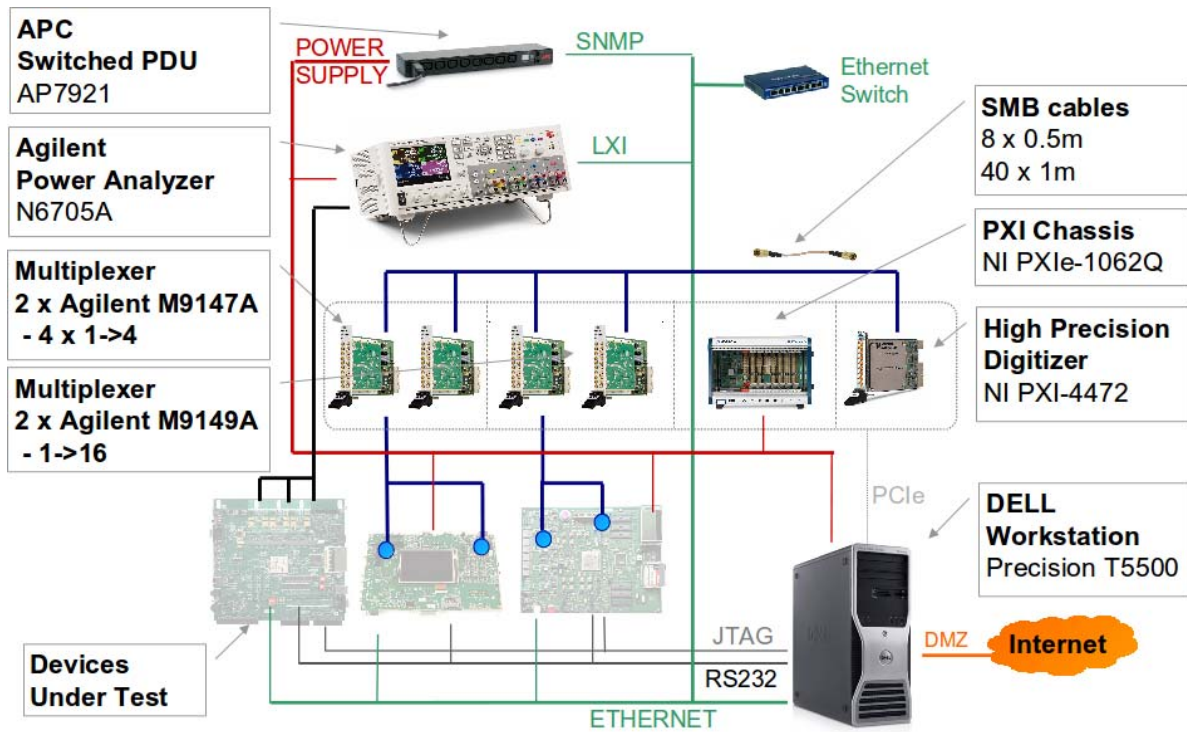 APC
Switched PDU
AP7921
POWER
SUPPLY
SNMP
Ethernet
Switch
SMB cables
8 x 0.5m
40 x 1m
Agilent
Power Analyzer
N6705A
LXI
PXI Chassis
NI PXIe-1062Q
Multiplexer
2 x Agilent M9147A
- 4 x 1->4
High Precision
Digitizer
NI PXI-4472
Multiplexer
2 x Agilent M9149A
- 1->16
PCIe
DELL
Workstation
Precision T5500
JTAG
RS232
DMZ
Internet
Devices
Under Test
ETHERNET